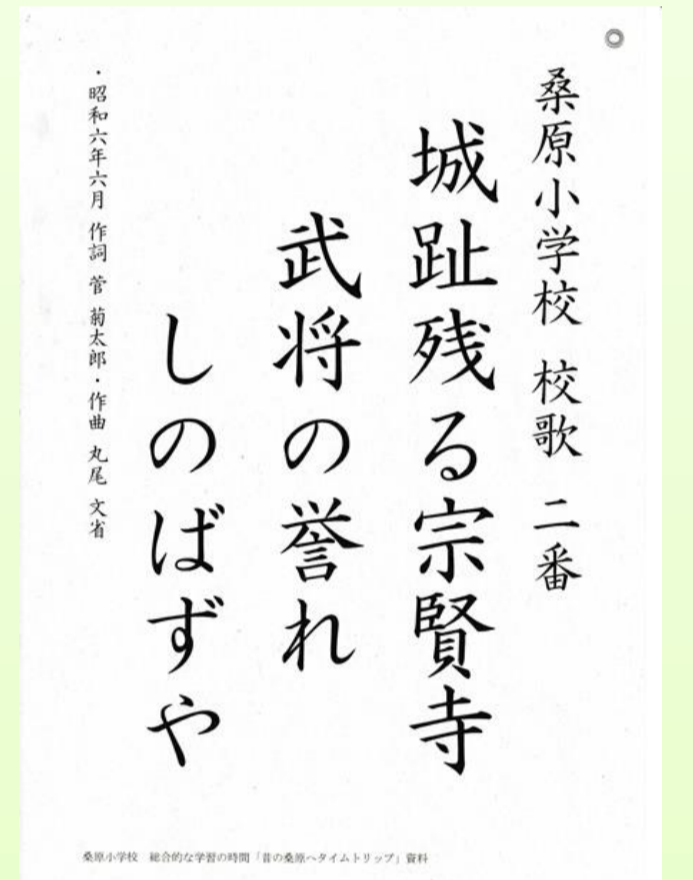 桑原小学校 校歌 二番
城趾残る宗賢寺
武将の誉れ
しのばずや
・昭和六年六月 作詞 菅 菊太郎・作曲 丸尾 文省
桑原小学校 総合的な学習の時間「昔の桑原へタイムトリップ」資料